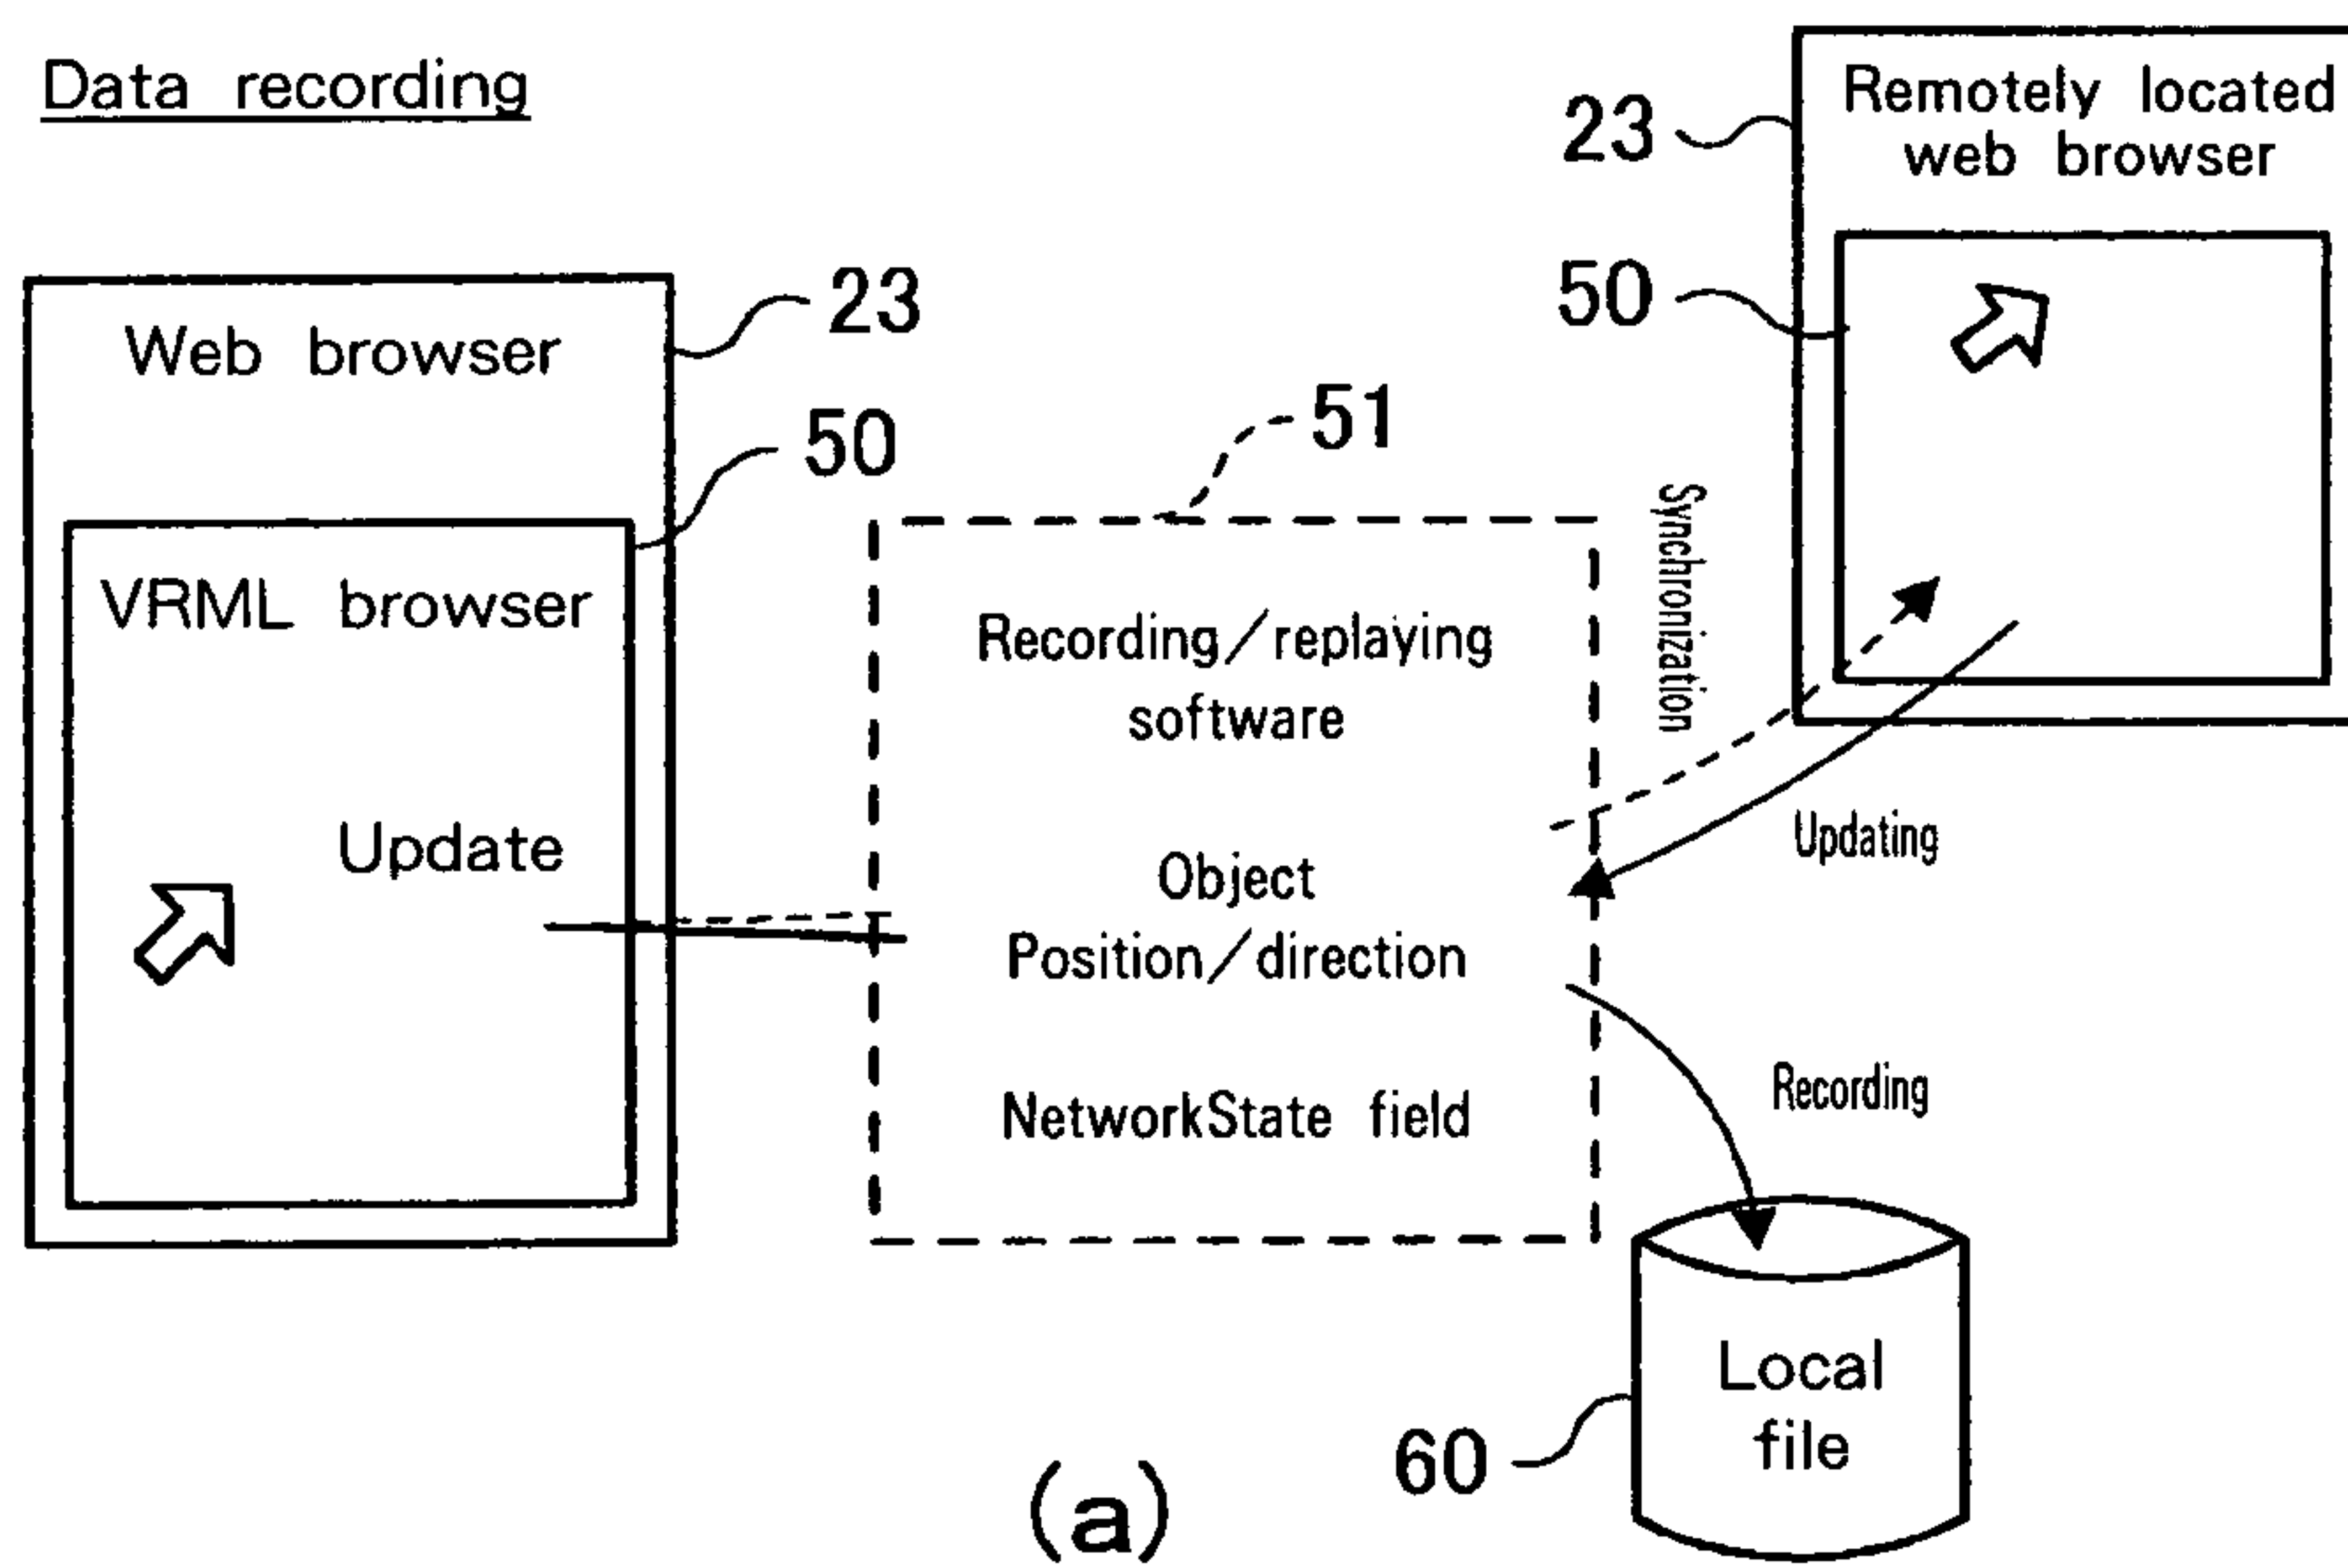 Data recording
23
Remotely located
web browser
50
Web browser
23
50
VRML browser
Update
51
Recording/replaying
software
Object
Position/direction
NetworkState field
Synchronization
Updating
Recording
Local
file
60
(a)